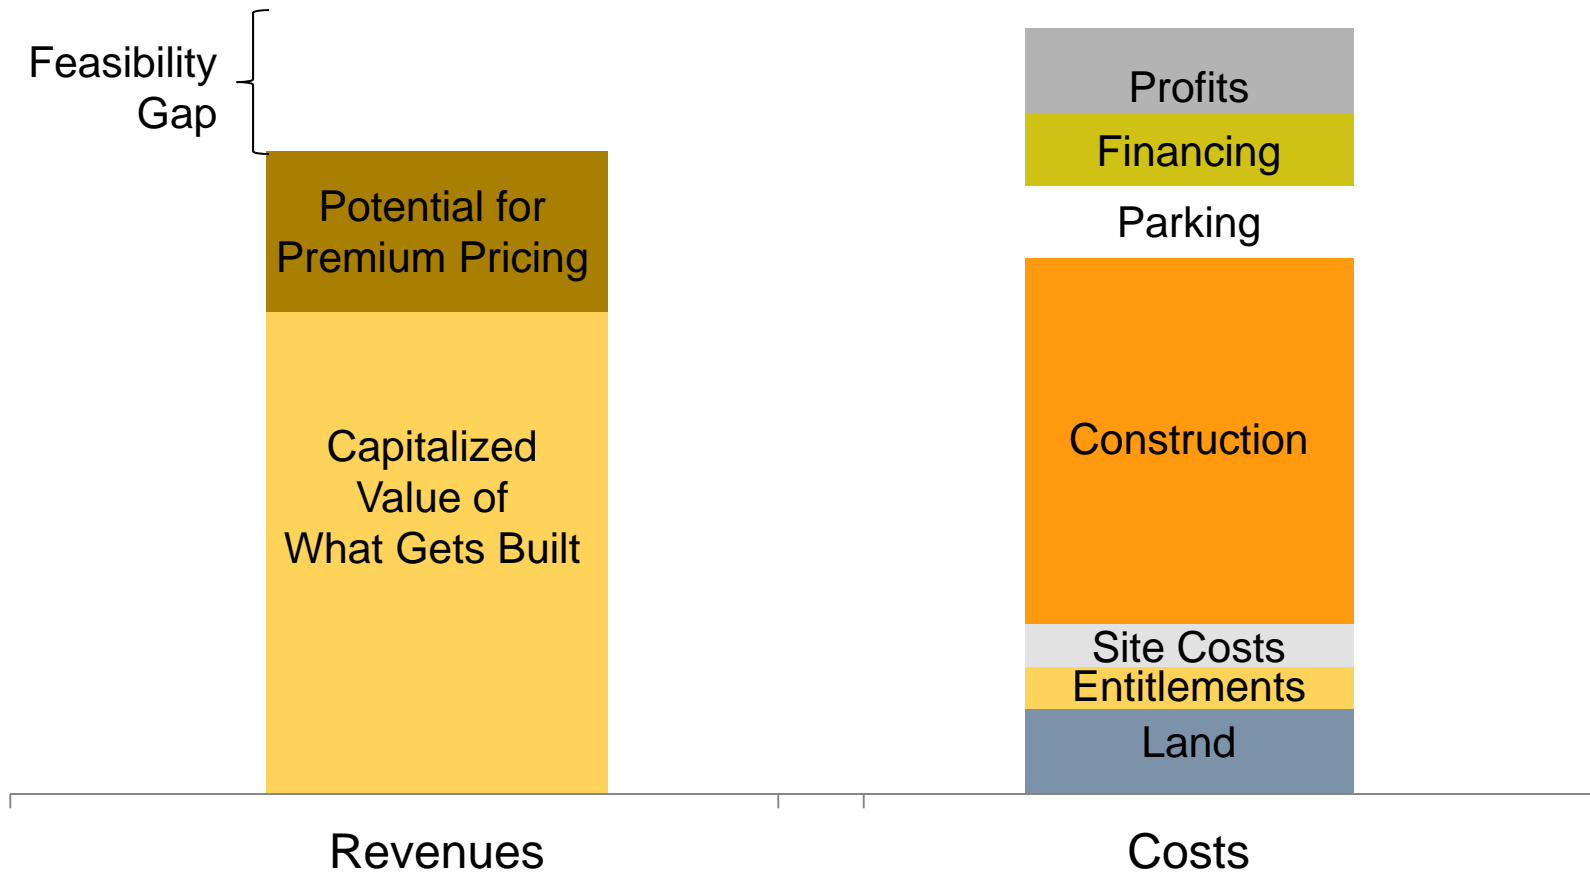 Feasibility
Gap
Potential for
Premium Pricing
Capitalized
Value of
What Gets Built
Profits
Financing
Parking
Construction
Site Costs
Entitlements
Land
Revenues
Costs